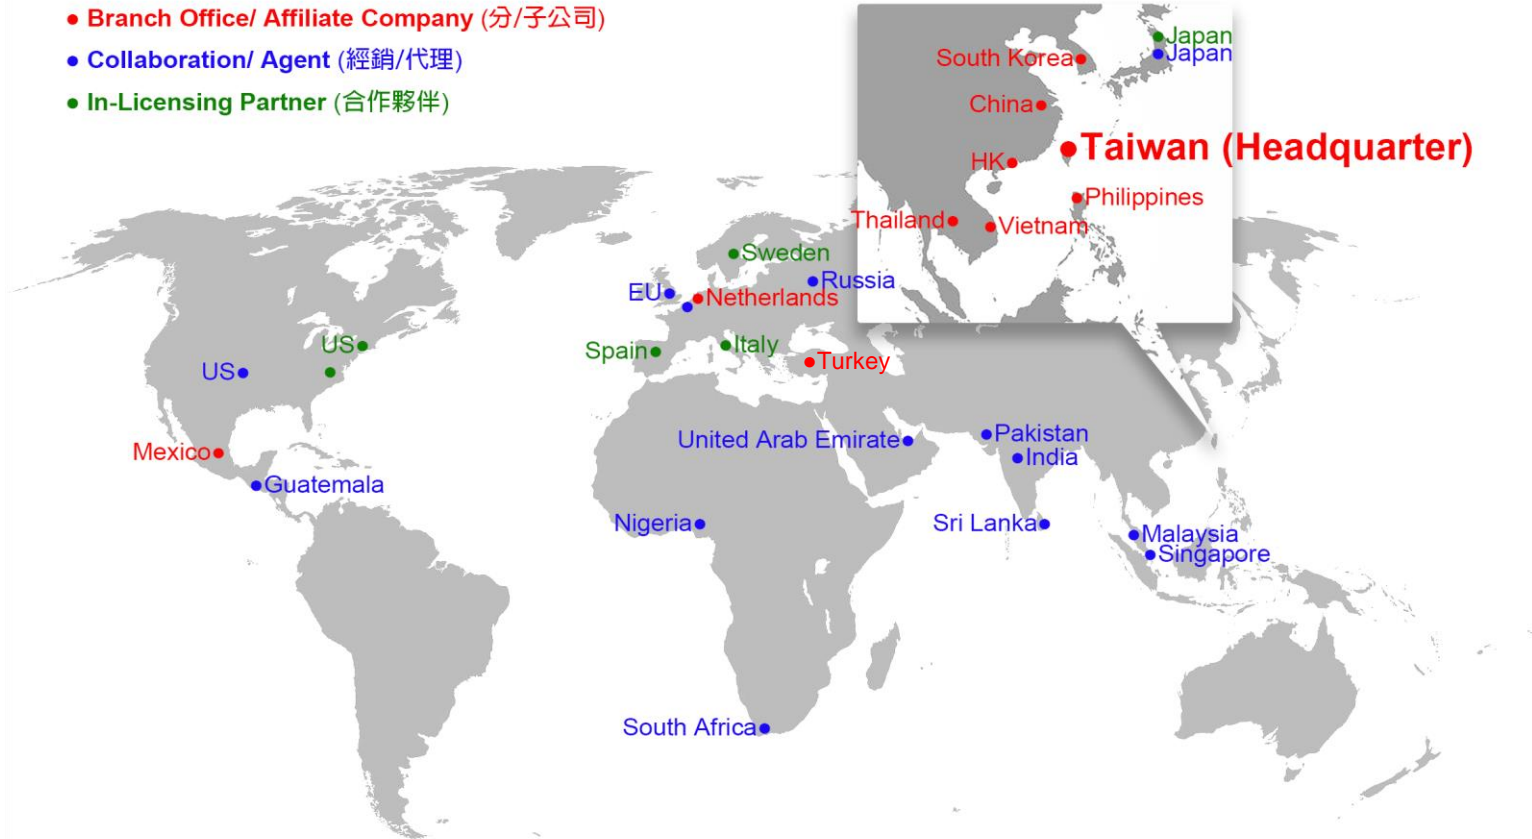 ● Branch Office/ Affiliate Company (分/子公司)
● Collaboration/ Agent (經銷/代理)
● In-Licensing Partner (合作夥伴)
Japan
Japan
South Korea
China
Taiwan (Headquarter)
HK
Philippines
Thailand
Vietnam
Sweden
Russia
EU
Netherlands
US
Spain
Italy
Turkey
US
United Arab Emirate
Pakistan
Mexico
India
Guatemala
Nigeria
Sri Lanka
Malaysia
Singapore
South Africa